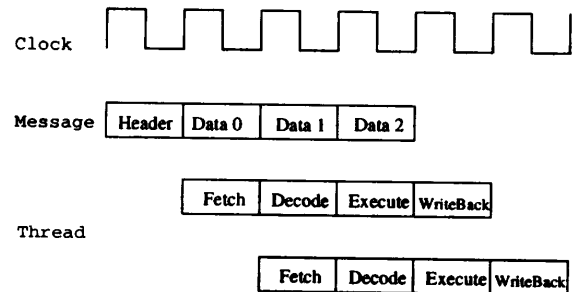 Clock
Message Header Data 0 Data 1 Data 2
Fetch Decode Execute WriteBack
Thread
Fetch Decode Execute WriteBack